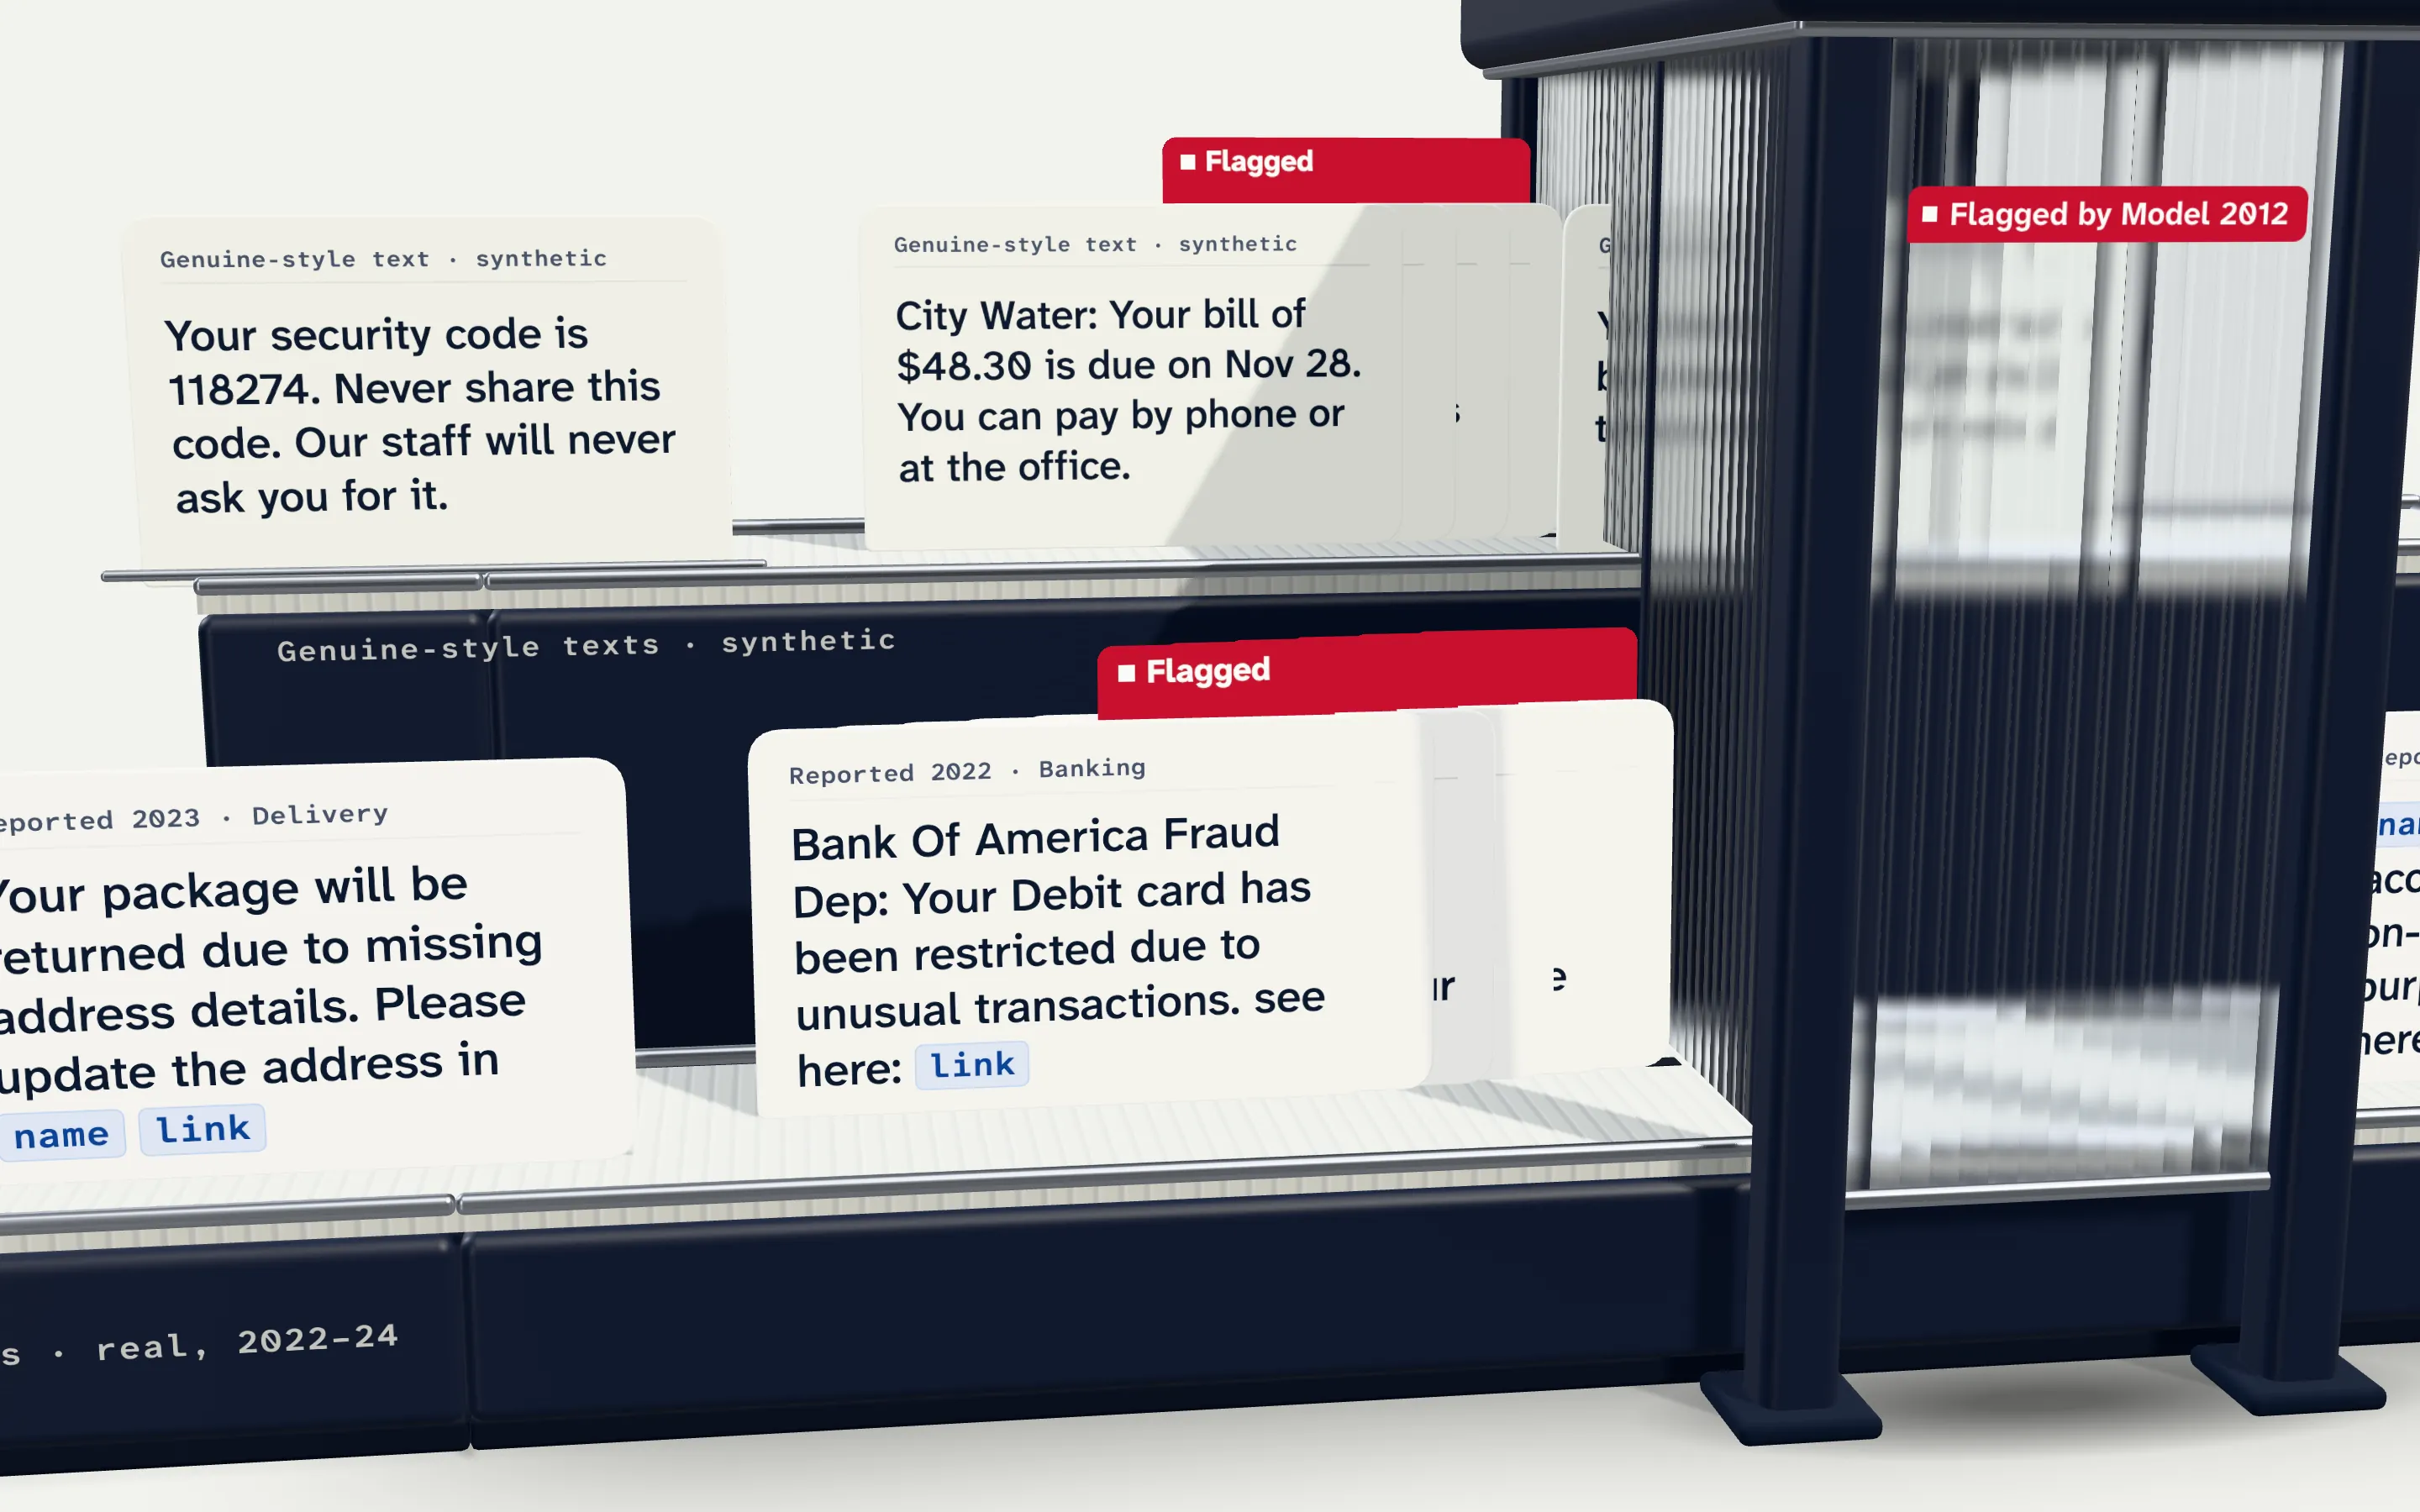 Flagged
Flagged by Model 2012
Genuine-style text · synthetic
Your security code is
118274. Never share this
code. Our staff will never
ask you for it.
Genuine-style text · synthetic
City Water: Your bill of
$48.30 is due on Nov 28.
You can pay by phone or
at the office.
Genuine-style texts · synthetic
Flagged
Reported 2023 · Delivery
Your package will be
returned due to missing
address details. Please
update the address in
name link
Reported 2022 · Banking
Bank Of America Fraud
Dep: Your Debit card has
been restricted due to
unusual transactions. see
here: link
s · real, 2022–24